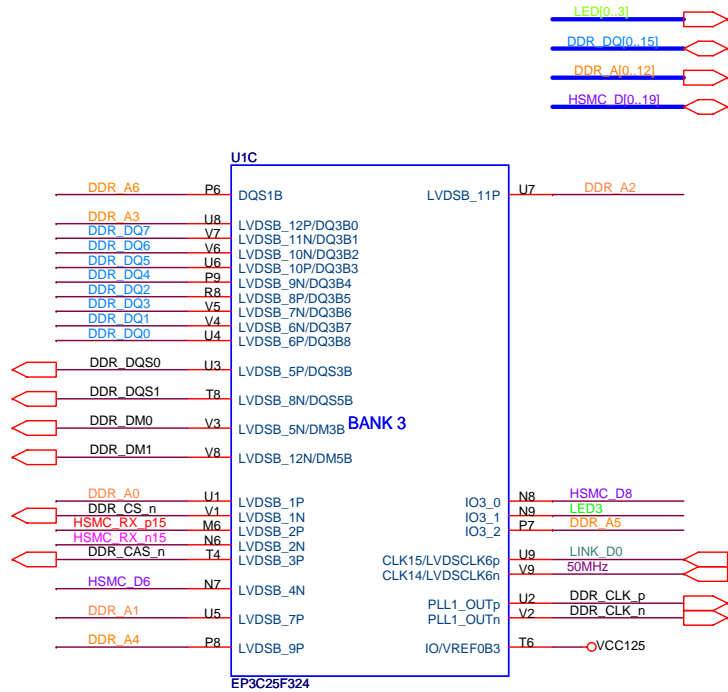 LED[0..3]
DDR_DQ[0..15]
DDR_A[0..12]
HSMC_D[0..19]
U1C
DDR_A6 P6 DQS1B LVDSB_11P U7 DDR_A2
DDR_A3 U8 LVDSB_12P/DQ3B0
DDR_DQ7 V7 LVDSB_11N/DQ3B1
DDR_DQ6 V6 LVDSB_10N/DQ3B2
DDR_DQ5 U6 LVDSB_10P/DQ3B3
DDR_DQ4 P9 LVDSB_9N/DQ3B4
DDR_DQ2 R8 LVDSB_8P/DQ3B5
DDR_DQ3 V5 LVDSB_7N/DQ3B6
DDR_DQ1 V4 LVDSB_6N/DQ3B7
DDR_DQ0 U4 LVDSB_6P/DQ3B8
DDR_DQS0 U3 LVDSB_5P/DQS3B
DDR_DQS1 T8 LVDSB_8N/DQS5B
DDR_DM0 V3 LVDSB_5N/DM3B BANK 3
DDR_DM1 V8 LVDSB_12N/DM5B
DDR_A0 U1 LVDSB_1P IO3_0 N8 HSMC_D8
DDR_CS_n V1 LVDSB_1N IO3_1 N9 LED3
HSMC_RX_p15 M6 LVDSB_2P IO3_2 P7 DDR_A5
HSMC_RX_n15 N6 LVDSB_2N
DDR_CAS_n T4 LVDSB_3P CLK15/LVDSCLK6p U9 LINK_D0
CLK14/LVDSCLK6n V9 50MHz
HSMC_D6 N7 LVDSB_4N
PLL1_OUTp U2 DDR_CLK_p
DDR_A1 U5 LVDSB_7P PLL1_OUTn V2 DDR_CLK_n
DDR_A4 P8 LVDSB_9P IO/VREF0B3 T6 VCC125
EP3C25F324